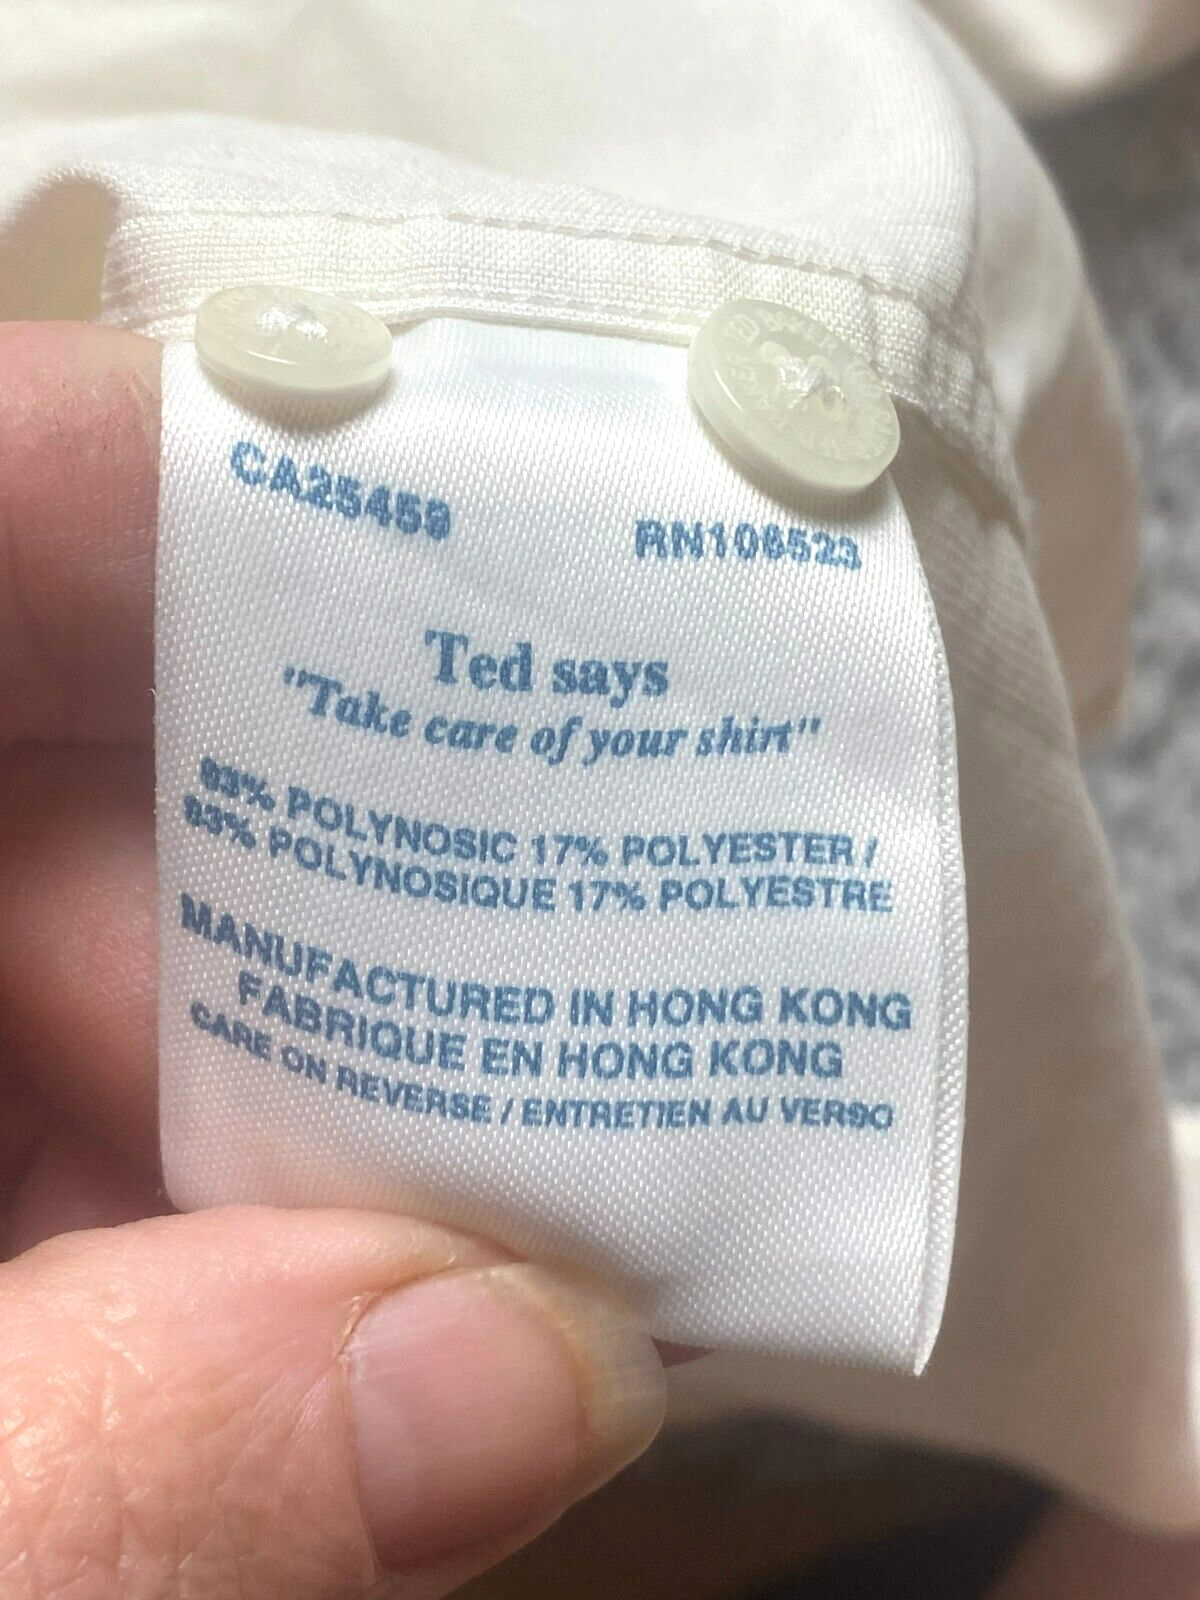 CA25459
RN108523
Ted says
"Take care of your shirt"
83% POLYNOSIC 17% POLYESTER /
83% POLYNOSIQUE 17% POLYESTRE
MANUFACTURED IN HONG KONG
FABRIQUE EN HONG KONG
CARE ON REVERSE / ENTRETIEN AU VERSO